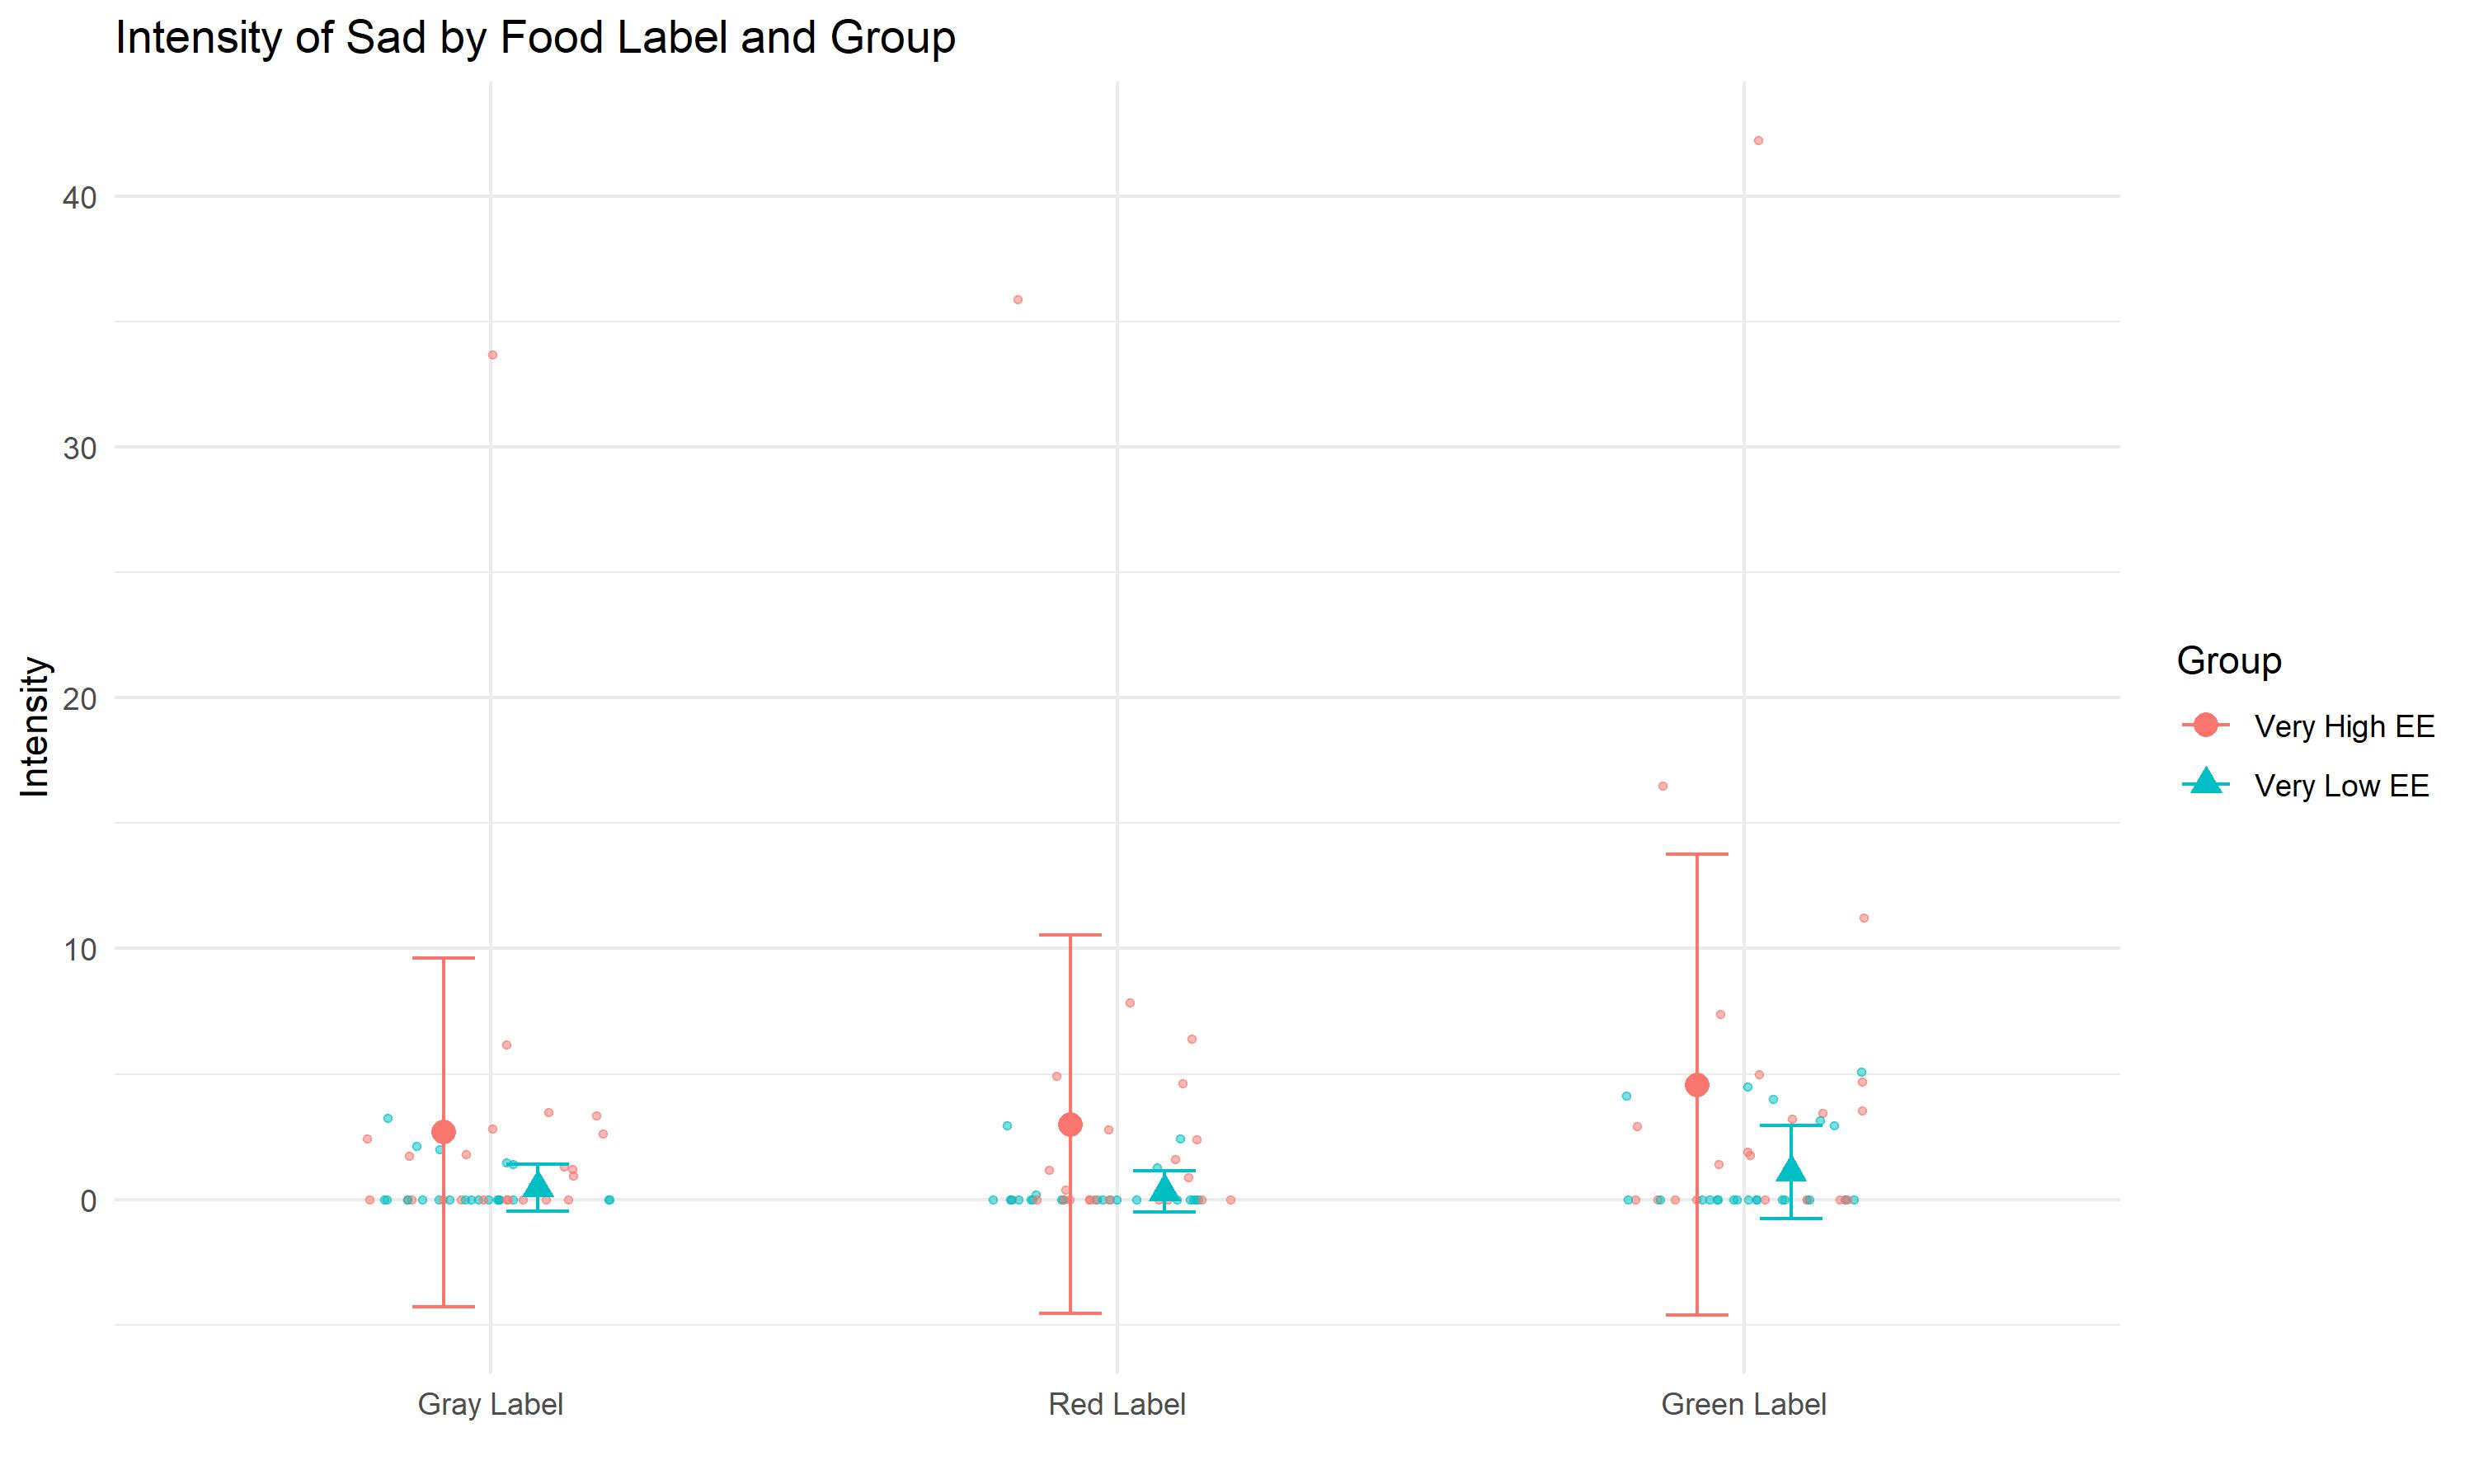 Intensity of Sad by Food Label and Group
Intensity
40
30
20
10
0
Gray Label
Red Label
Green Label
Group
Very High EE
Very Low EE